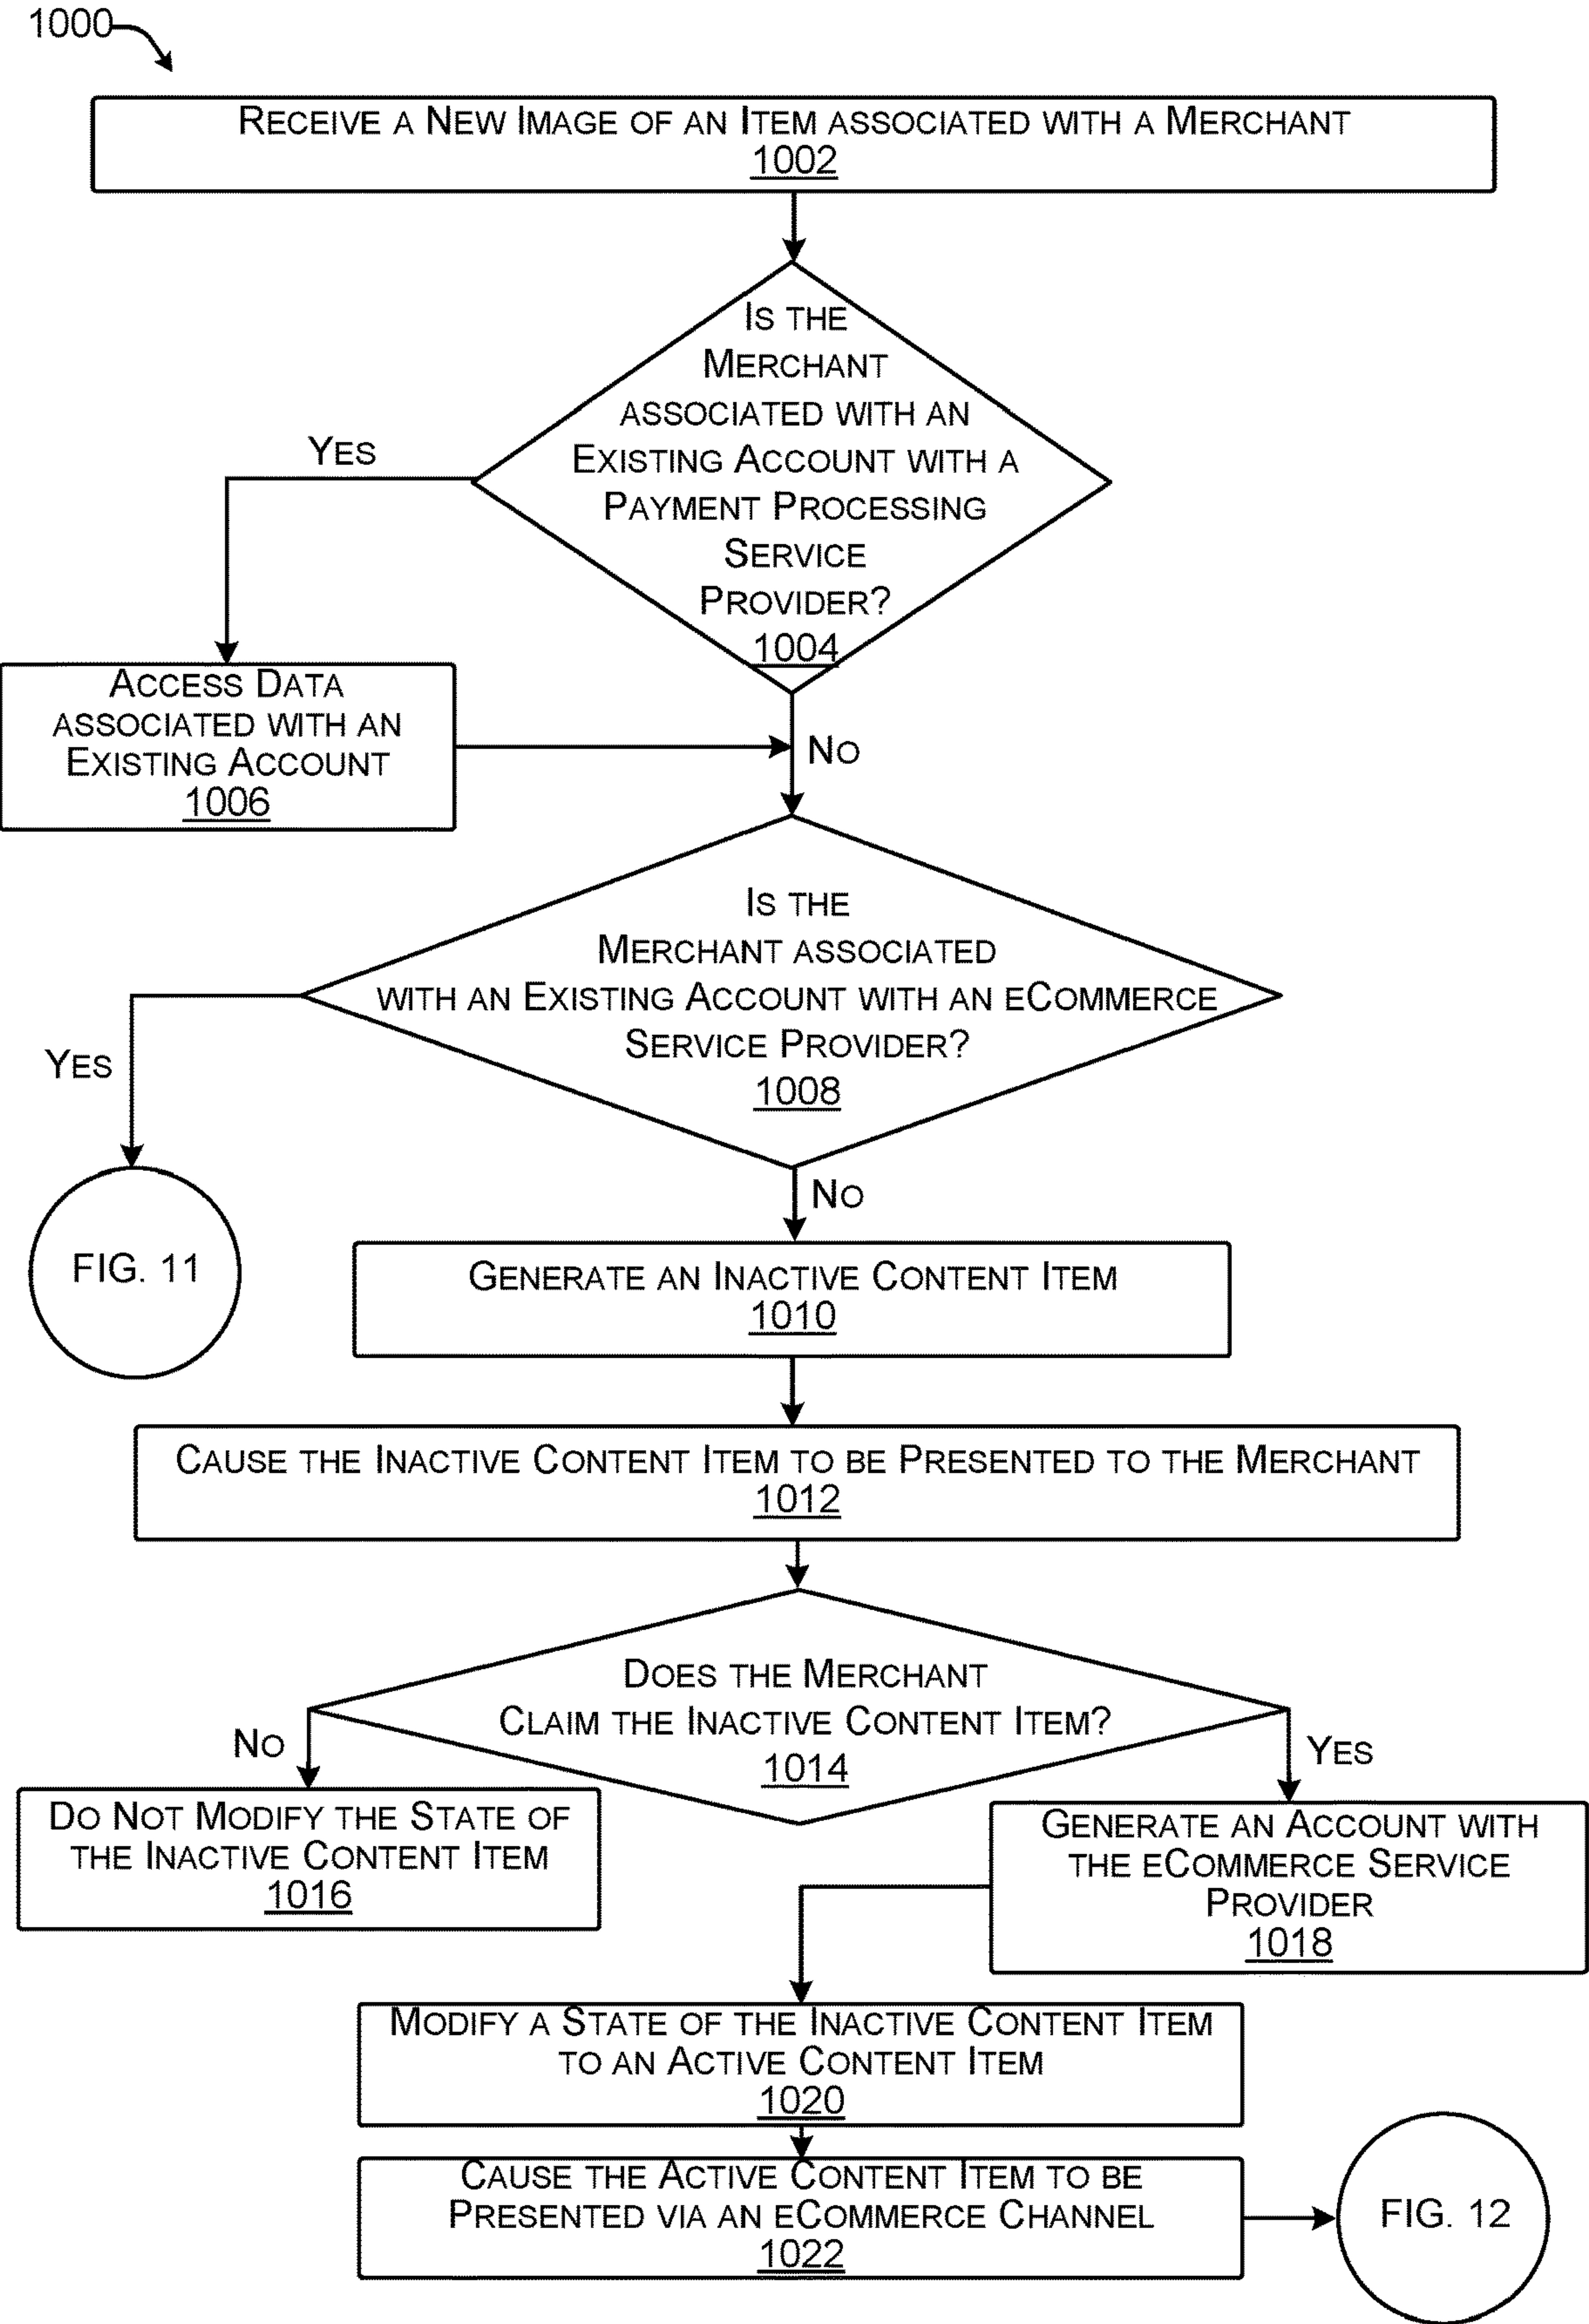 1000
RECEIVE A NEW IMAGE OF AN ITEM ASSOCIATED WITH A MERCHANT
1002
IS THE
MERCHANT
ASSOCIATED WITH AN
EXISTING ACCOUNT WITH A
PAYMENT PROCESSING
SERVICE
PROVIDER?
1004
YES
ACCESS DATA
ASSOCIATED WITH AN
EXISTING ACCOUNT
1006
NO
IS THE
MERCHANT ASSOCIATED
WITH AN EXISTING ACCOUNT WITH AN ECOMMERCE
SERVICE PROVIDER?
1008
YES
FIG. 11
NO
GENERATE AN INACTIVE CONTENT ITEM
1010
CAUSE THE INACTIVE CONTENT ITEM TO BE PRESENTED TO THE MERCHANT
1012
DOES THE MERCHANT
CLAIM THE INACTIVE CONTENT ITEM?
1014
NO
DO NOT MODIFY THE STATE OF
THE INACTIVE CONTENT ITEM
1016
YES
GENERATE AN ACCOUNT WITH
THE ECOMMERCE SERVICE
PROVIDER
1018
MODIFY A STATE OF THE INACTIVE CONTENT ITEM
TO AN ACTIVE CONTENT ITEM
1020
CAUSE THE ACTIVE CONTENT ITEM TO BE
PRESENTED VIA AN ECOMMERCE CHANNEL
1022
FIG. 12